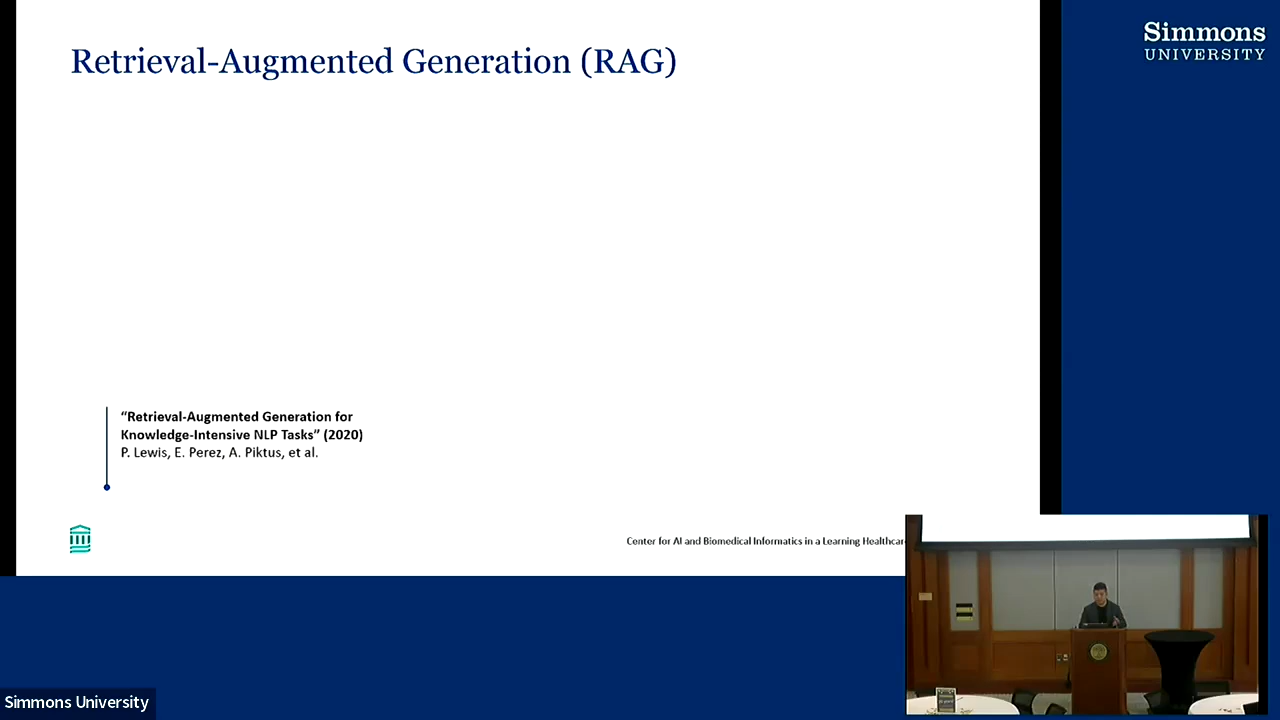 Retrieval-Augmented Generation (RAG)
Simmons
UNIVERSITY
“Retrieval-Augmented Generation for
Knowledge-Intensive NLP Tasks” (2020)
P. Lewis, E. Perez, A. Piktus, et al.
Center for AI and Biomedical Informatics in a Learning Healthcar
Simmons University